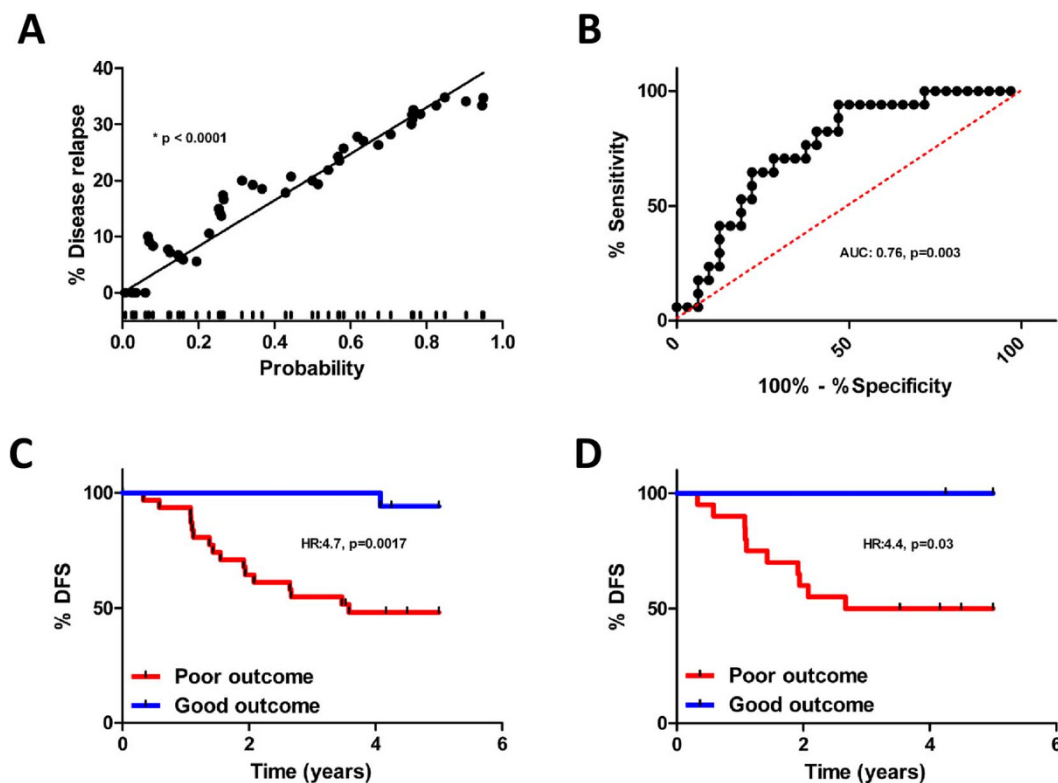 A
% Disease relapse
40
30
20
10
0
* p < 0.0001
0.0 0.2 0.4 0.6 0.8 1.0
Probability
B
% Sensitivity
100
50
0
AUC: 0.76, p=0.003
0 50 100
100% - %Specificity
C
% DFS
100
50
0
HR:4.7, p=0.0017
Poor outcome
Good outcome
0 2 4 6
Time (years)
D
% DFS
100
50
0
HR:4.4, p=0.03
Poor outcome
Good outcome
0 2 4 6
Time (years)